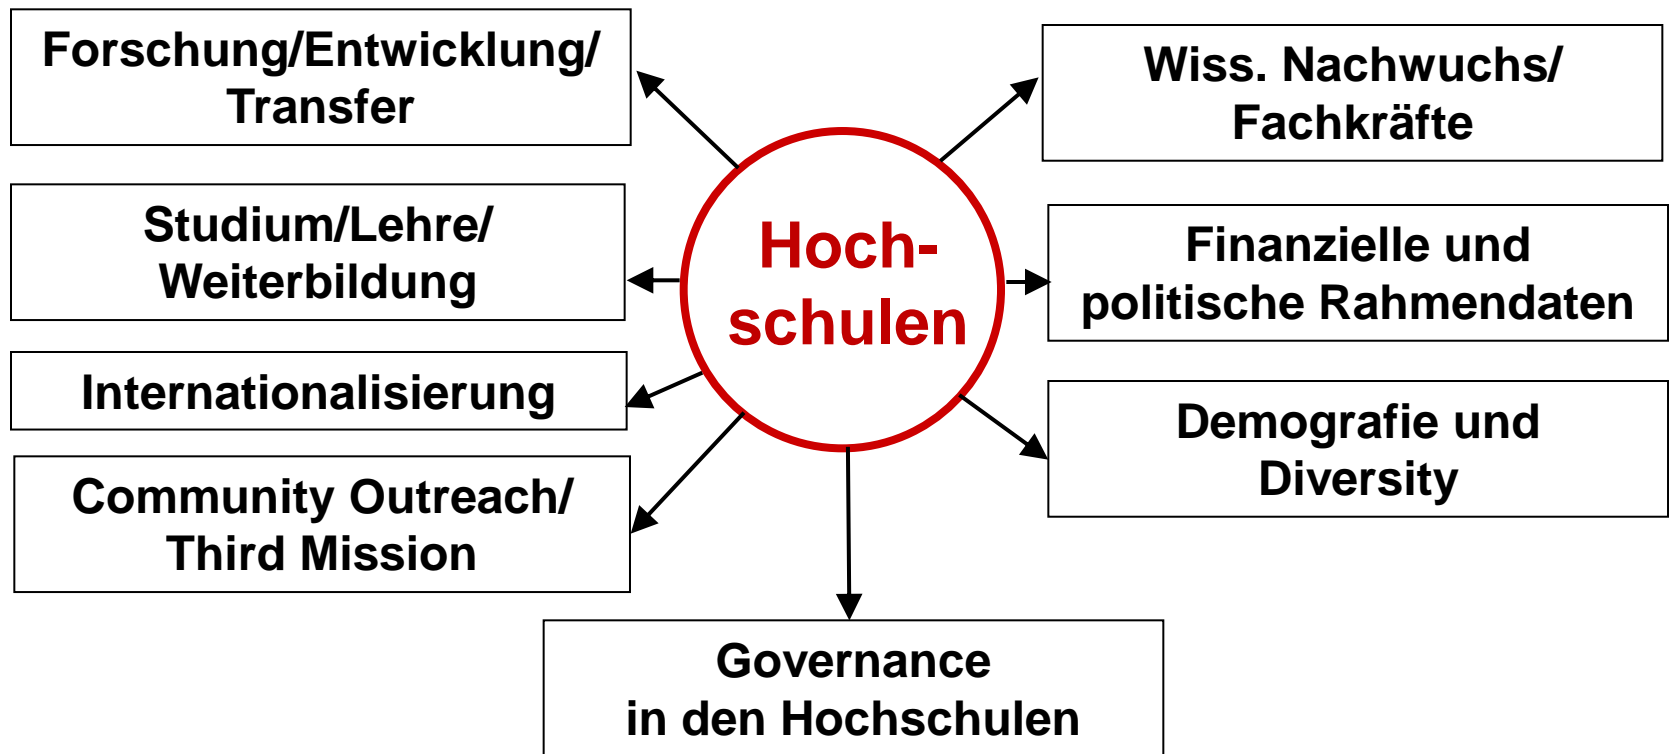 Forschung/Entwicklung/
Transfer
Studium/Lehre/
Weiterbildung
Internationalisierung
Community Outreach/
Third Mission
Hoch-
schulen
Wiss. Nachwuchs/
Fachkräfte
Finanzielle und
politische Rahmendaten
Demografie und
Diversity
Governance
in den Hochschulen